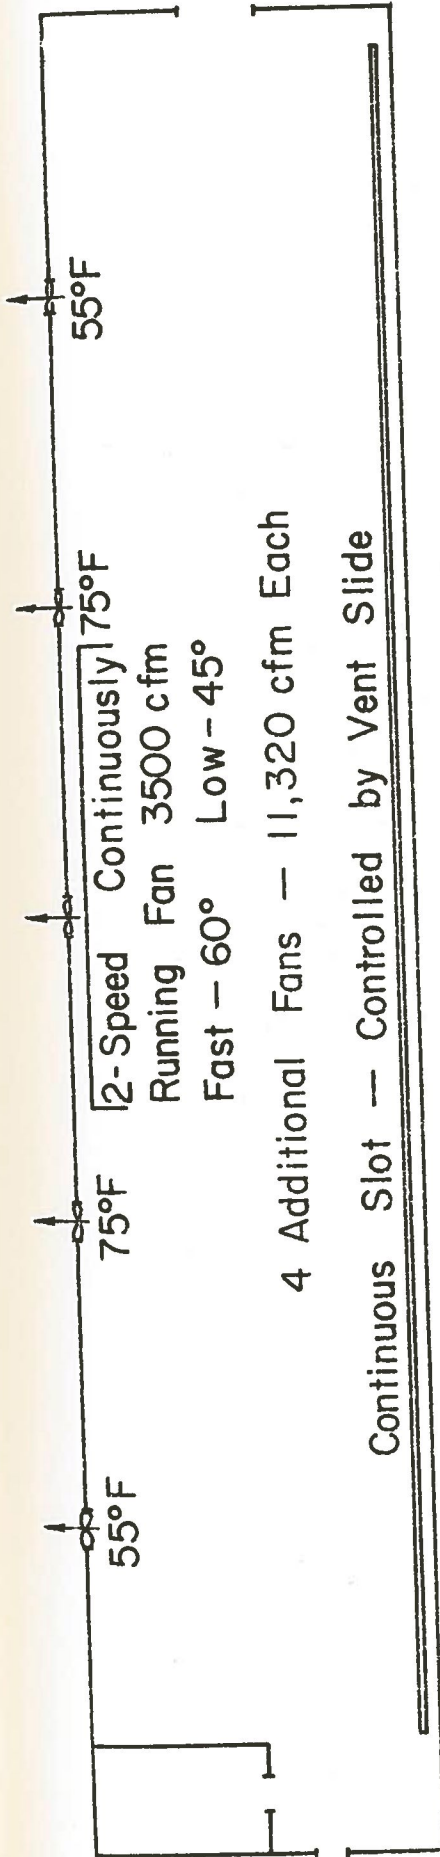 55°F
75°F
2-Speed Continuously
Running Fan 3500 cfm
Fast – 60° Low – 45°
75°F
55°F
4 Additional Fans – 11,320 cfm Each
Continuous Slot – Controlled by Vent Slide